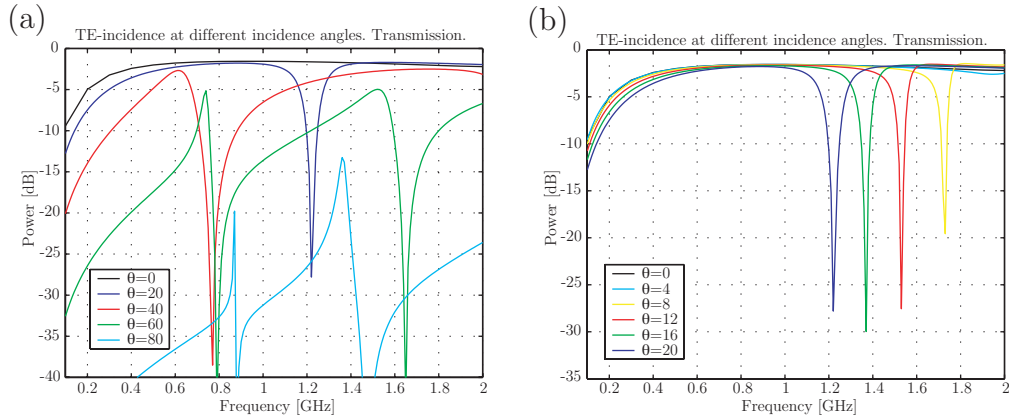 (a)
TE-incidence at different incidence angles. Transmission.
0
-5
-10
-15
-20
-25
-30
-35
-40
Power [dB]
θ=0
θ=20
θ=40
θ=60
θ=80
0.2 0.4 0.6 0.8 1 1.2 1.4 1.6 1.8 2
Frequency [GHz]
(b)
TE-incidence at different incidence angles. Transmission.
0
-5
-10
-15
-20
-25
-30
-35
Power [dB]
θ=0
θ=4
θ=8
θ=12
θ=16
θ=20
0.2 0.4 0.6 0.8 1 1.2 1.4 1.6 1.8 2
Frequency [GHz]